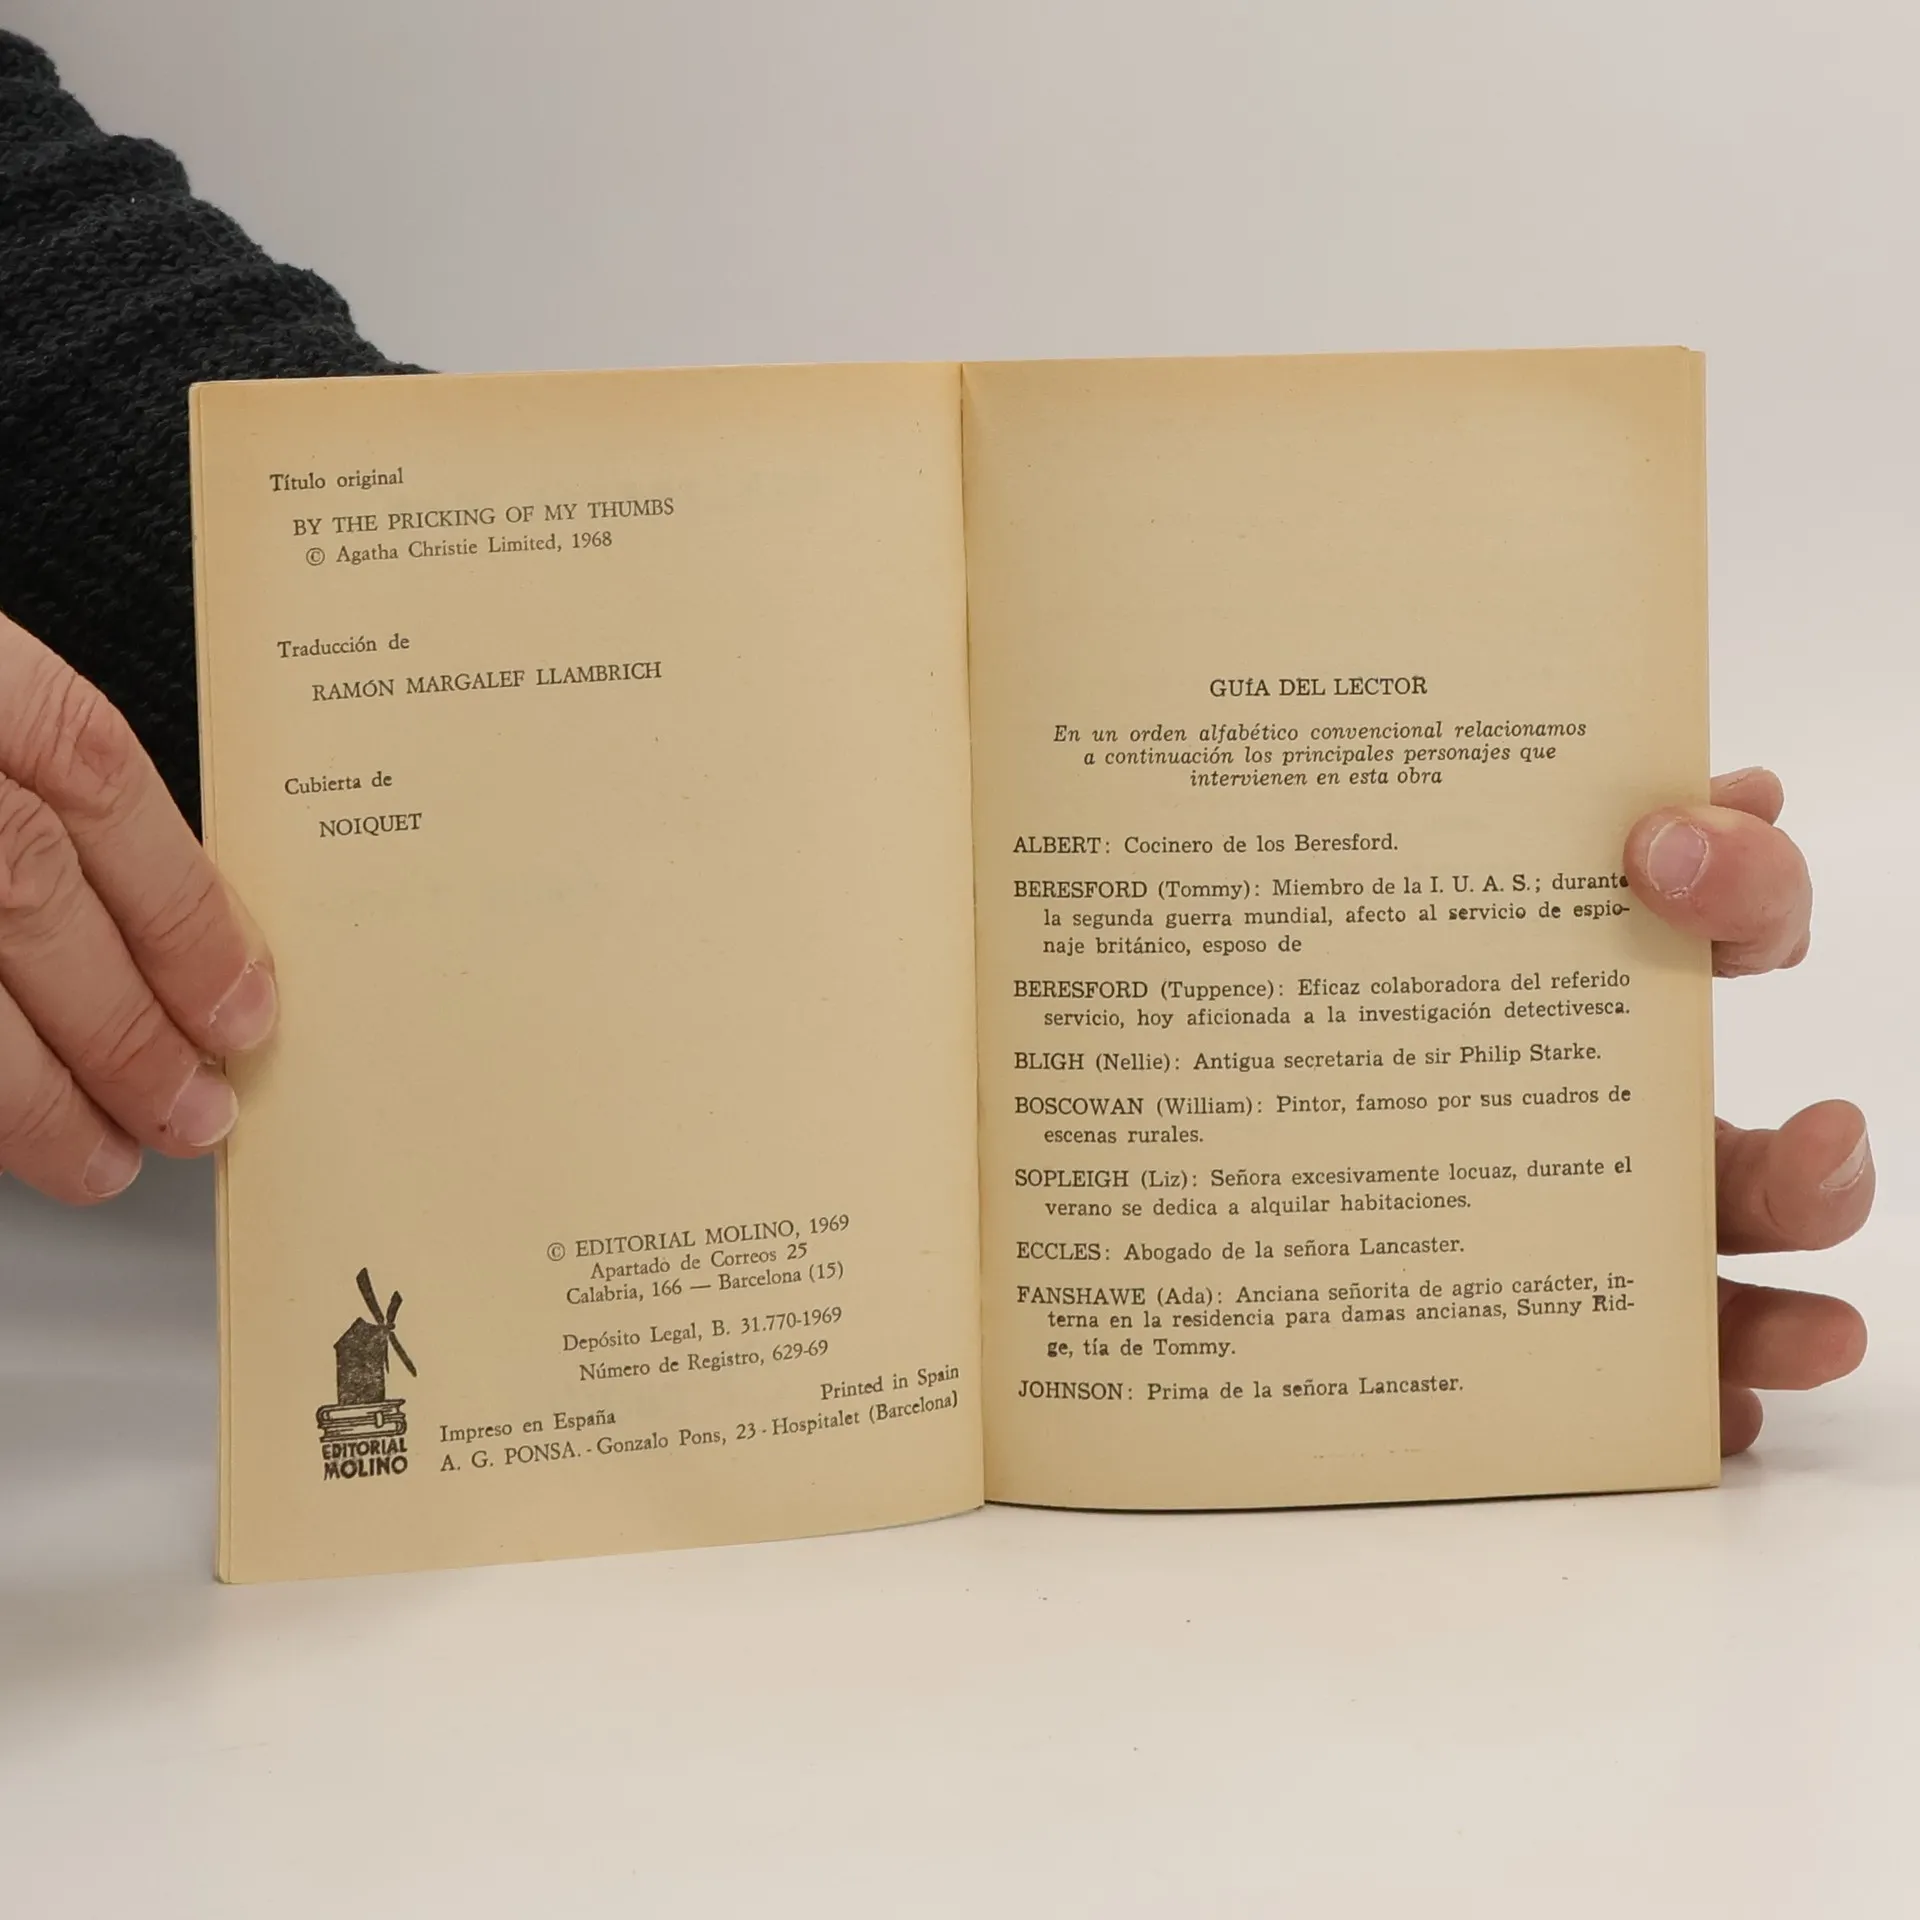 Título original
BY THE PRICKING OF MY THUMBS
© Agatha Christie Limited, 1968
Traducción de
RAMÓN MARGALEF LLAMBRICH
Cubierta de
NOIQUET
© EDITORIAL MOLINO, 1969
Apartado de Correos 25
Calabria, 166 — Barcelona (15)
Depósito Legal, B. 31.770-1969
Número de Registro, 629-69
Printed in Spain
Impreso en España
A. G. PONSA. - Gonzalo Pons, 23 - Hospitalet (Barcelona)
EDITORIAL
MOLINO
GUÍA DEL LECTOR
En un orden alfabético convencional relacionamos
a continuación los principales personajes que
intervienen en esta obra
ALBERT: Cocinero de los Beresford.
BERESFORD (Tommy): Miembro de la I. U. A. S.; durante
la segunda guerra mundial, afecto al servicio de espio-
naje británico, esposo de
BERESFORD (Tuppence): Eficaz colaboradora del referido
servicio, hoy aficionada a la investigación detectivesca.
BLIGH (Nellie): Antigua secretaria de sir Philip Starke.
BOSCOWAN (William): Pintor, famoso por sus cuadros de
escenas rurales.
SOPLEIGH (Liz): Señora excesivamente locuaz, durante el
verano se dedica a alquilar habitaciones.
ECCLES: Abogado de la señora Lancaster.
FANSHAWE (Ada): Anciana señorita de agrio carácter, in-
terna en la residencia para damas ancianas, Sunny Rid-
ge, tía de Tommy.
JOHNSON: Prima de la señora Lancaster.